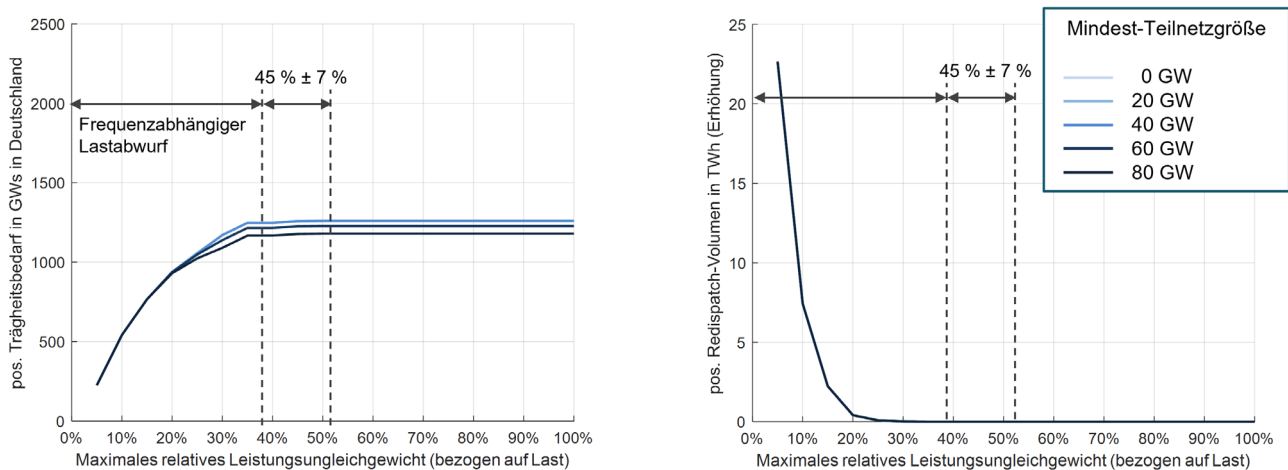 pos. Trägheitsbedarf in GWs in Deutschland
2500
2000
1500
1000
500
0
45 % ± 7 %
Frequenzabhängiger
Lastabwurf
0% 10% 20% 30% 40% 50% 60% 70% 80% 90% 100%
Maximales relatives Leistungsungleichgewicht (bezogen auf Last)
pos. Redispatch-Volumen in TWh (Erhöhung)
25
20
15
10
5
0
45 % ± 7 %
0% 10% 20% 30% 40% 50% 60% 70% 80% 90% 100%
Maximales relatives Leistungsungleichgewicht (bezogen auf Last)
Mindest-Teilnetzgröße
0 GW
20 GW
40 GW
60 GW
80 GW